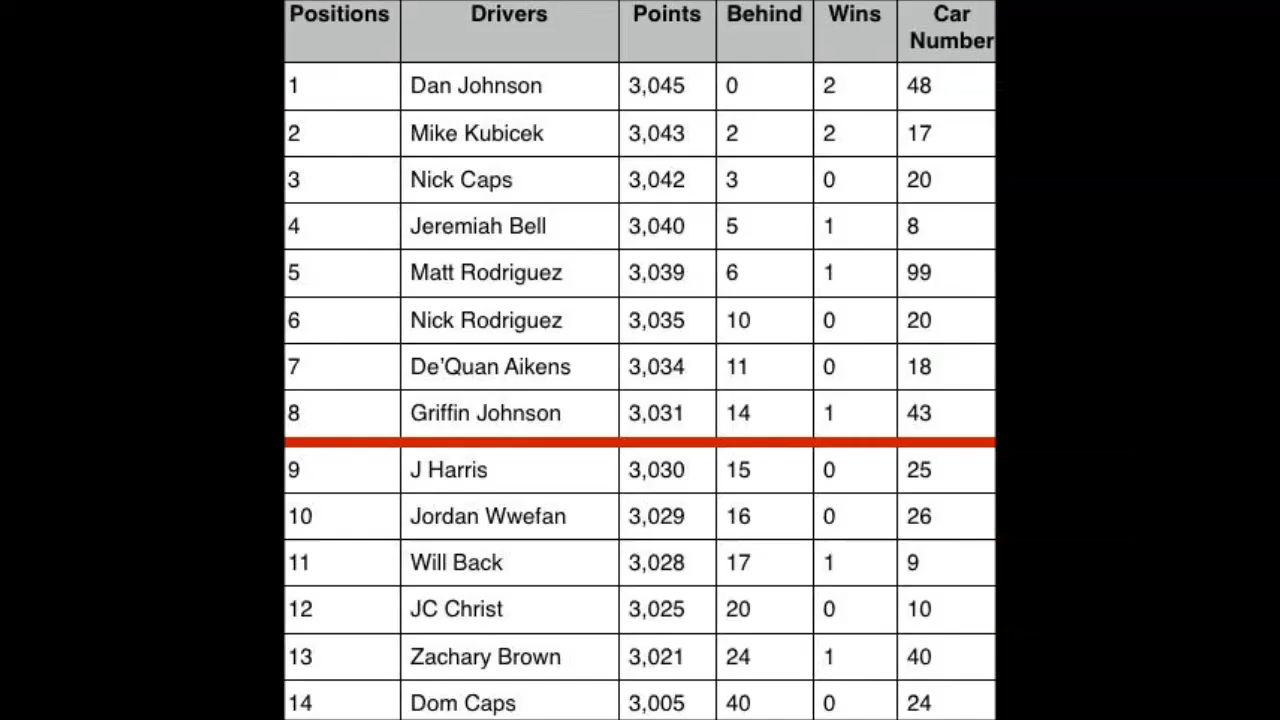 Positions Drivers Points Behind Wins Car Number
1 Dan Johnson 3,045 0 2 48
2 Mike Kubicek 3,043 2 2 17
3 Nick Caps 3,042 3 0 20
4 Jeremiah Bell 3,040 5 1 8
5 Matt Rodriguez 3,039 6 1 99
6 Nick Rodriguez 3,035 10 0 20
7 De’Quan Aikens 3,034 11 0 18
8 Griffin Johnson 3,031 14 1 43
9 J Harris 3,030 15 0 25
10 Jordan Wwefan 3,029 16 0 26
11 Will Back 3,028 17 1 9
12 JC Christ 3,025 20 0 10
13 Zachary Brown 3,021 24 1 40
14 Dom Caps 3,005 40 0 24